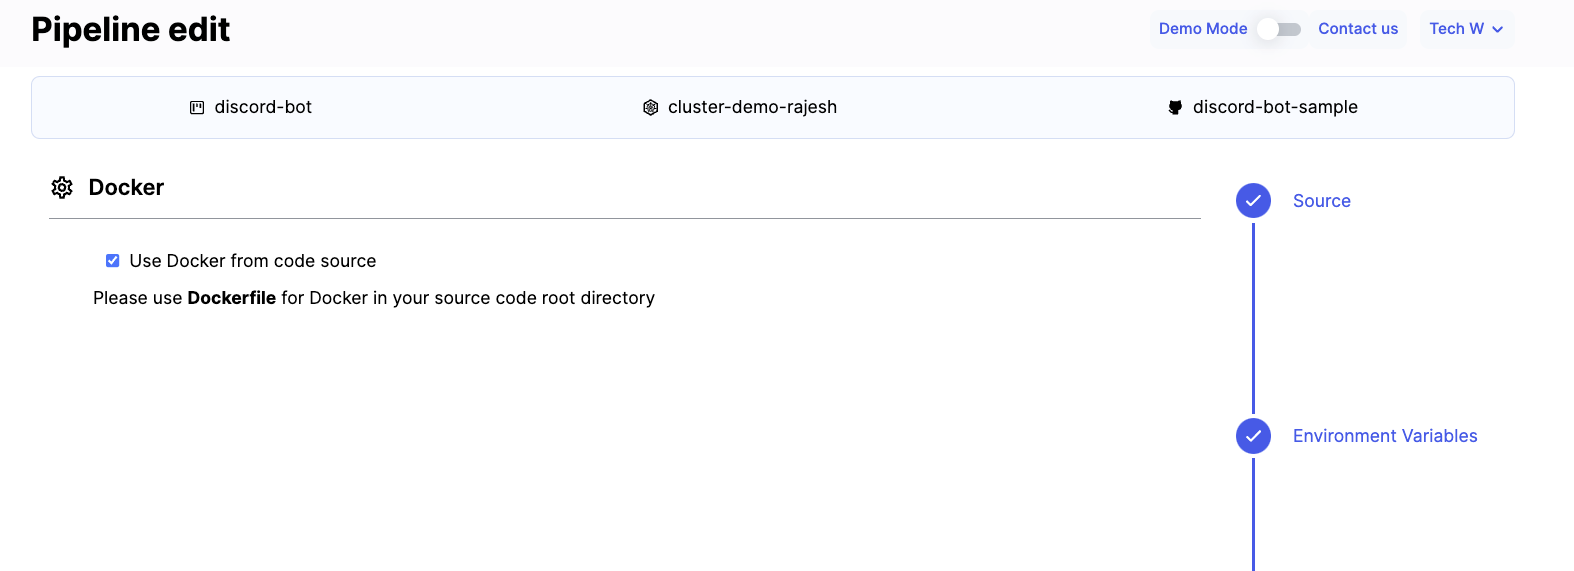 Pipeline edit
Demo Mode Contact us Tech W
discord-bot cluster-demo-rajesh discord-bot-sample
Docker
Source
Use Docker from code source
Please use Dockerfile for Docker in your source code root directory
Environment Variables